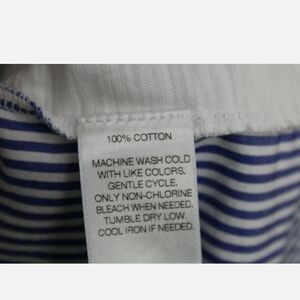 100% COTTON
MACHINE WASH COLD
WITH LIKE COLORS.
GENTLE CYCLE.
ONLY NON-CHLORINE
BLEACH WHEN NEEDED.
TUMBLE DRY LOW.
COOL IRON IF NEEDED.